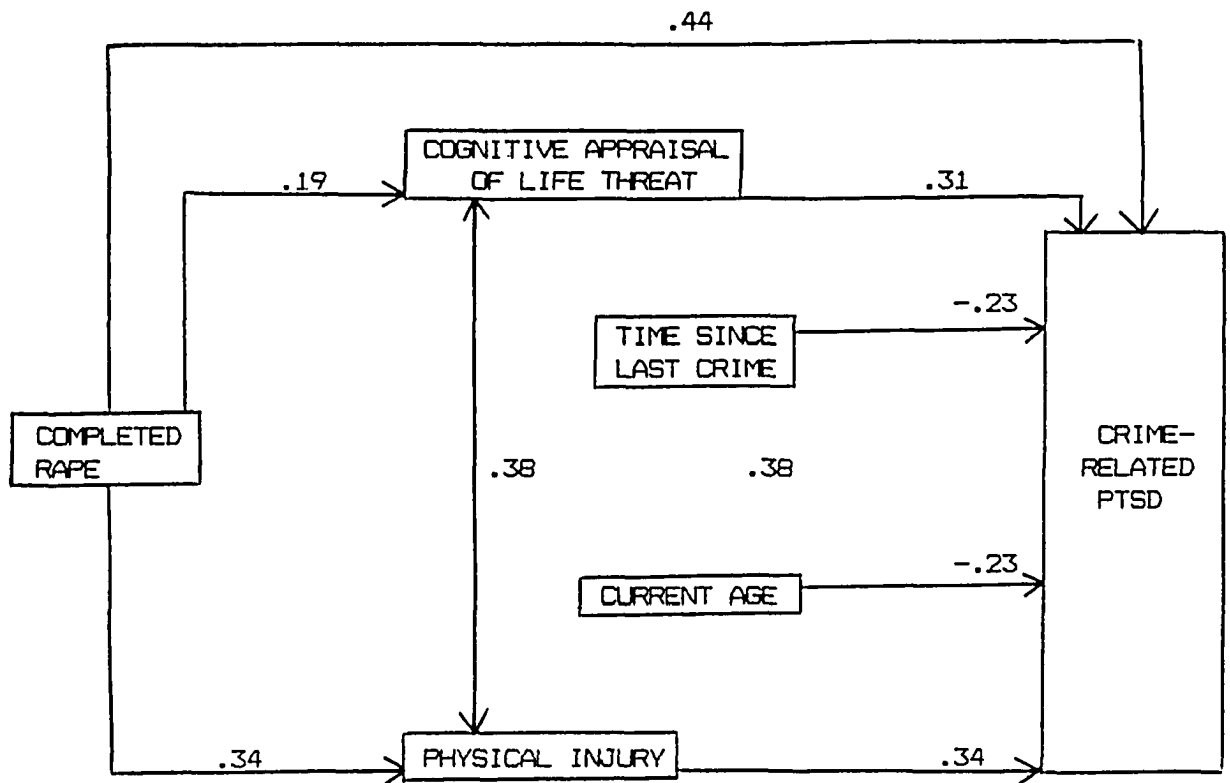 .44
COGNITIVE APPRAISAL
OF LIFE THREAT
.19
.31
-.23
TIME SINCE
LAST CRIME
COMPLETED
RAPE
.38
.38
CRIME-
RELATED
PTSD
-.23
CURRENT AGE
.34
PHYSICAL INJURY
.34